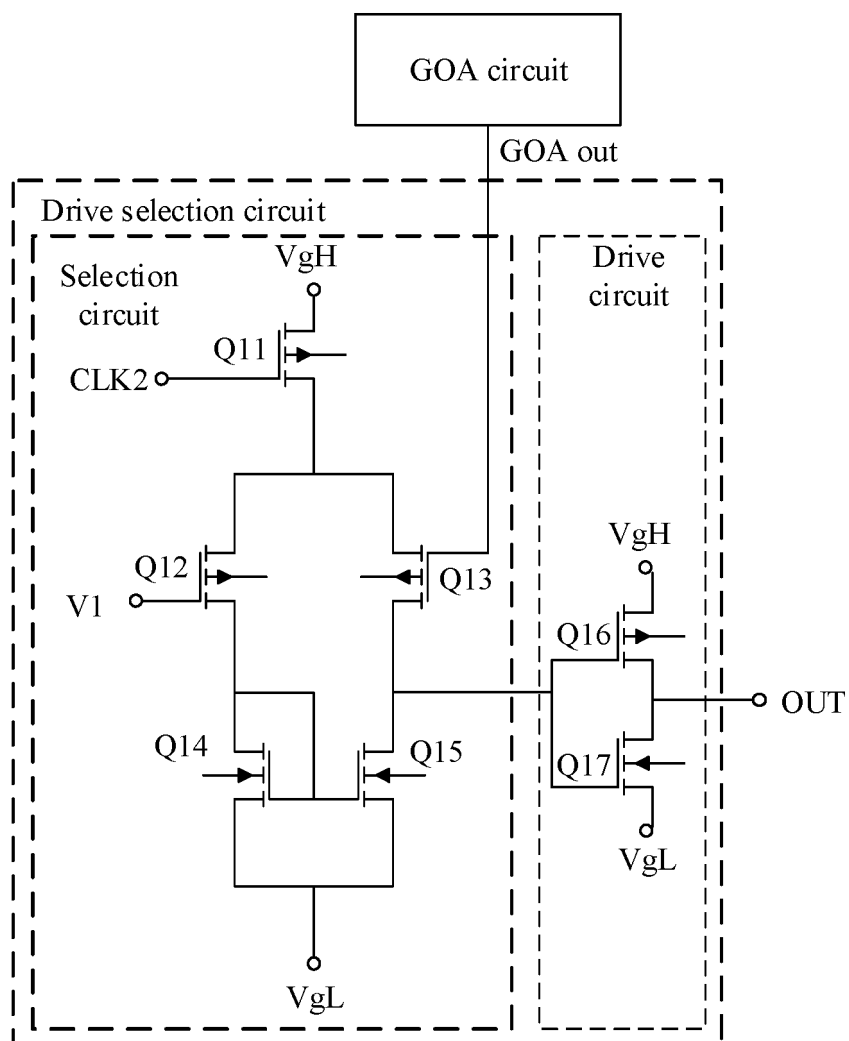 GOA circuit
GOA out
Drive selection circuit
Selection
circuit
VgH
Q11
CLK2
Q12
V1
Q13
Q14
Q15
VgL
Drive
circuit
VgH
Q16
OUT
Q17
VgL